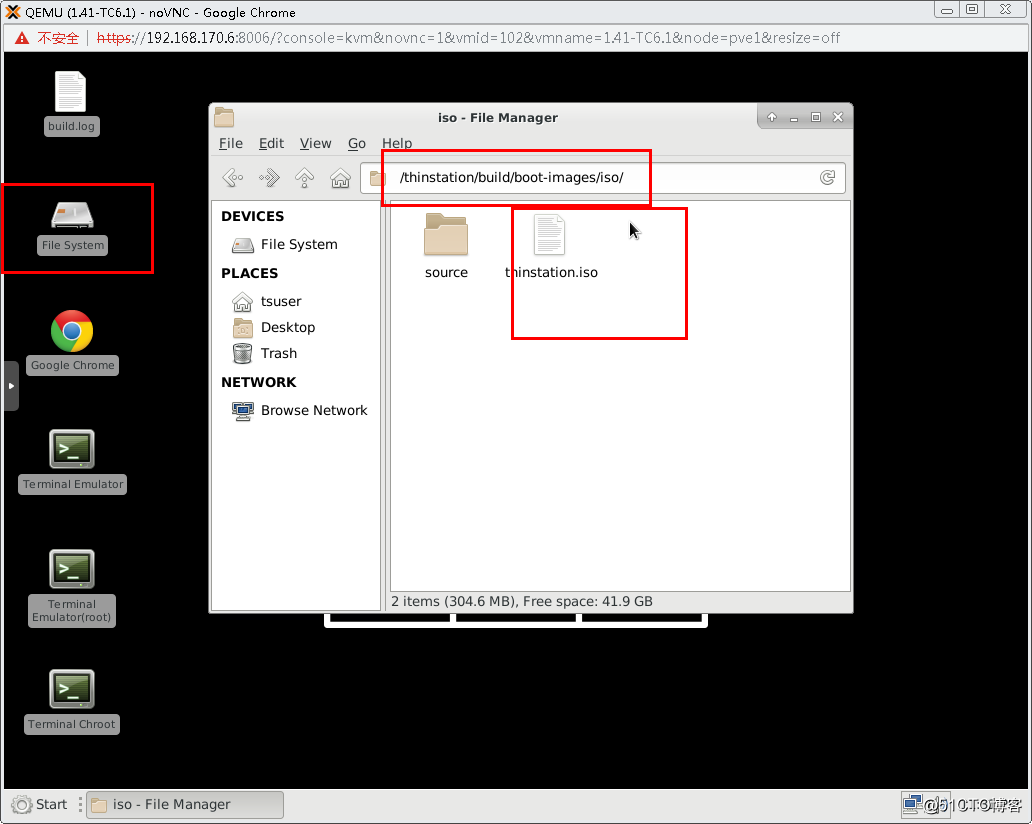 QEMU (1.41-TC6.1) - noVNC - Google Chrome
不安全 | https://192.168.170.6:8006/?console=kvm&novnc=1&vmid=102&vmname=1.41-TC6.1&node=pve1&resize=off
build.log
File System
Google Chrome
Terminal Emulator
Terminal
Emulator(root)
Terminal Chroot
iso - File Manager
File Edit View Go Help
/thinstation/build/boot-images/iso/
DEVICES
File System
PLACES
tsuser
Desktop
Trash
NETWORK
Browse Network
source
thinstation.iso
2 items (304.6 MB), Free space: 41.9 GB
Start
iso - File Manager
@51CTO博客